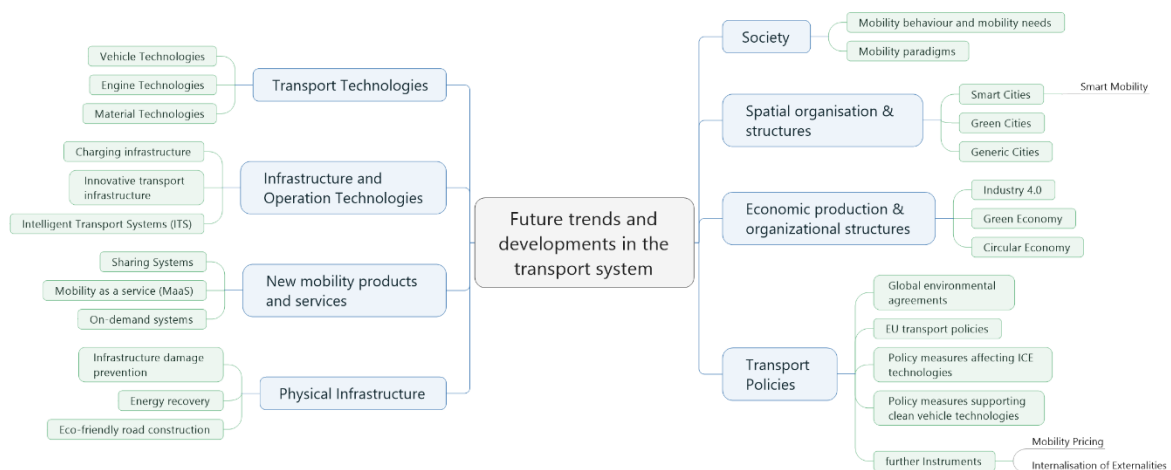 Future trends and
developments in the
transport system
Transport Technologies
Vehicle Technologies
Engine Technologies
Material Technologies
Infrastructure and
Operation Technologies
Charging infrastructure
Innovative transport
infrastructure
Intelligent Transport Systems (ITS)
New mobility products
and services
Sharing Systems
Mobility as a service (MaaS)
On-demand systems
Physical Infrastructure
Infrastructure damage
prevention
Energy recovery
Eco-friendly road construction
Society
Mobility behaviour and mobility needs
Mobility paradigms
Spatial organisation &
structures
Smart Cities
Smart Mobility
Green Cities
Generic Cities
Economic production &
organizational structures
Industry 4.0
Green Economy
Circular Economy
Transport
Policies
Global environmental
agreements
EU transport policies
Policy measures affecting ICE
technologies
Policy measures supporting
clean vehicle technologies
further Instruments
Mobility Pricing
Internalisation of Externalities